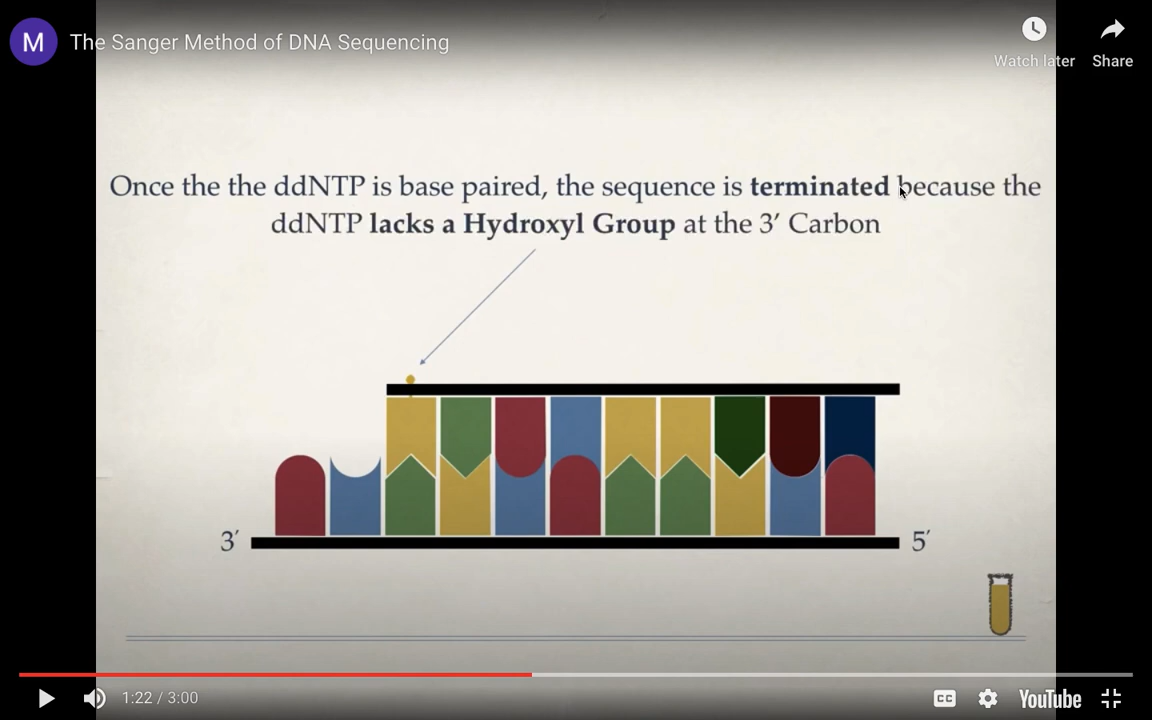 M
The Sanger Method of DNA Sequencing
Watch later
Share
Once the the ddNTP is base paired, the sequence is terminated because the
ddNTP lacks a Hydroxyl Group at the 3′ Carbon
3′
5′
1:22 / 3:00
CC
YouTube